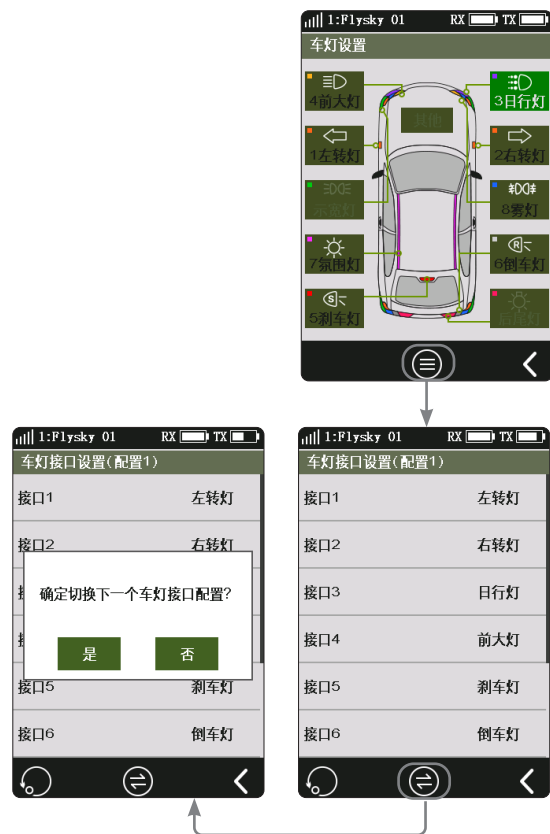 1:Flysky 01 RX TX
车灯设置
4前大灯
3日行灯
其他
1左转灯
2右转灯
示宽灯
8雾灯
7氛围灯
R
6倒车灯
S
5刹车灯
1:Flysky 01 RX TX
车灯接口设置(配置1)
接口1 左转灯
接口2 右转灯
确定切换下一个车灯接口配置?
是 否
接口5 刹车灯
接口6 倒车灯
1:Flysky 01 RX TX
车灯接口设置(配置1)
接口1 左转灯
接口2 右转灯
接口3 日行灯
接口4 前大灯
接口5 刹车灯
接口6 倒车灯